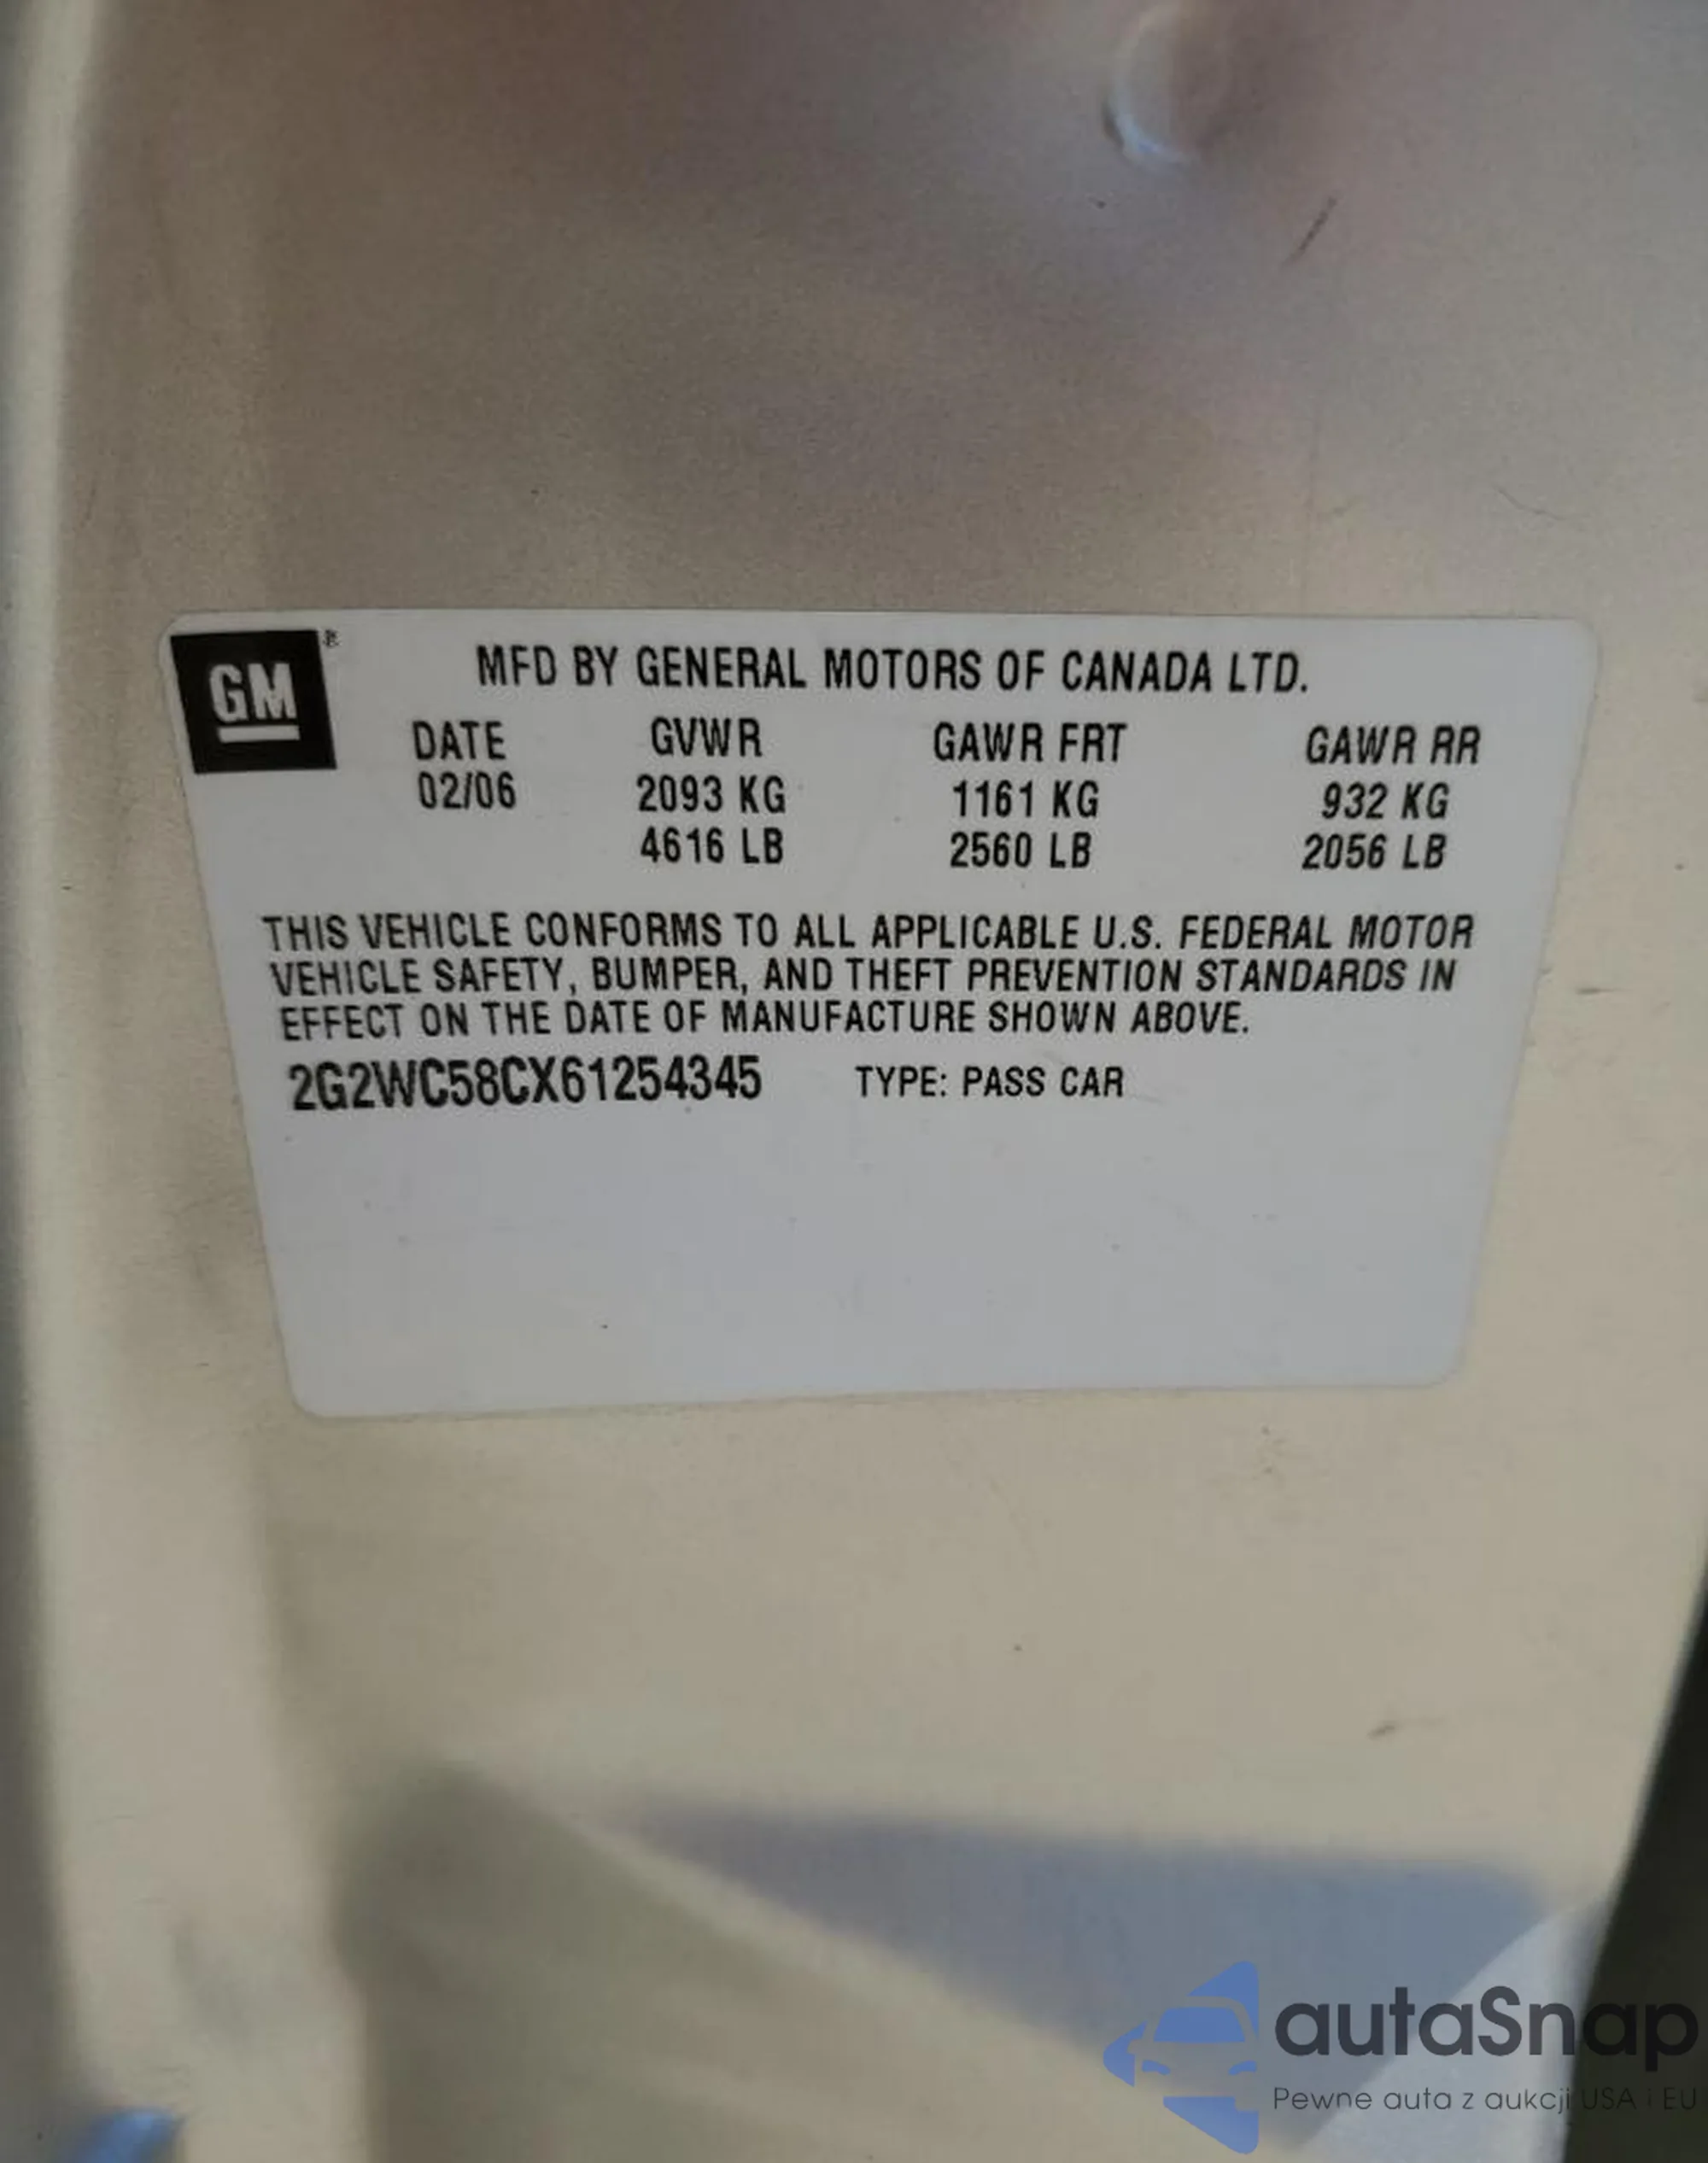 GM
MFD BY GENERAL MOTORS OF CANADA LTD.
DATE GVWR GAWR FRT GAWR RR
02/06 2093 KG 1161 KG 932 KG
4616 LB 2560 LB 2056 LB
THIS VEHICLE CONFORMS TO ALL APPLICABLE U.S. FEDERAL MOTOR
VEHICLE SAFETY, BUMPER, AND THEFT PREVENTION STANDARDS IN
EFFECT ON THE DATE OF MANUFACTURE SHOWN ABOVE.
2G2WC58CX61254345 TYPE: PASS CAR
autaSnap
Pewne auta z aukcji USA i EU